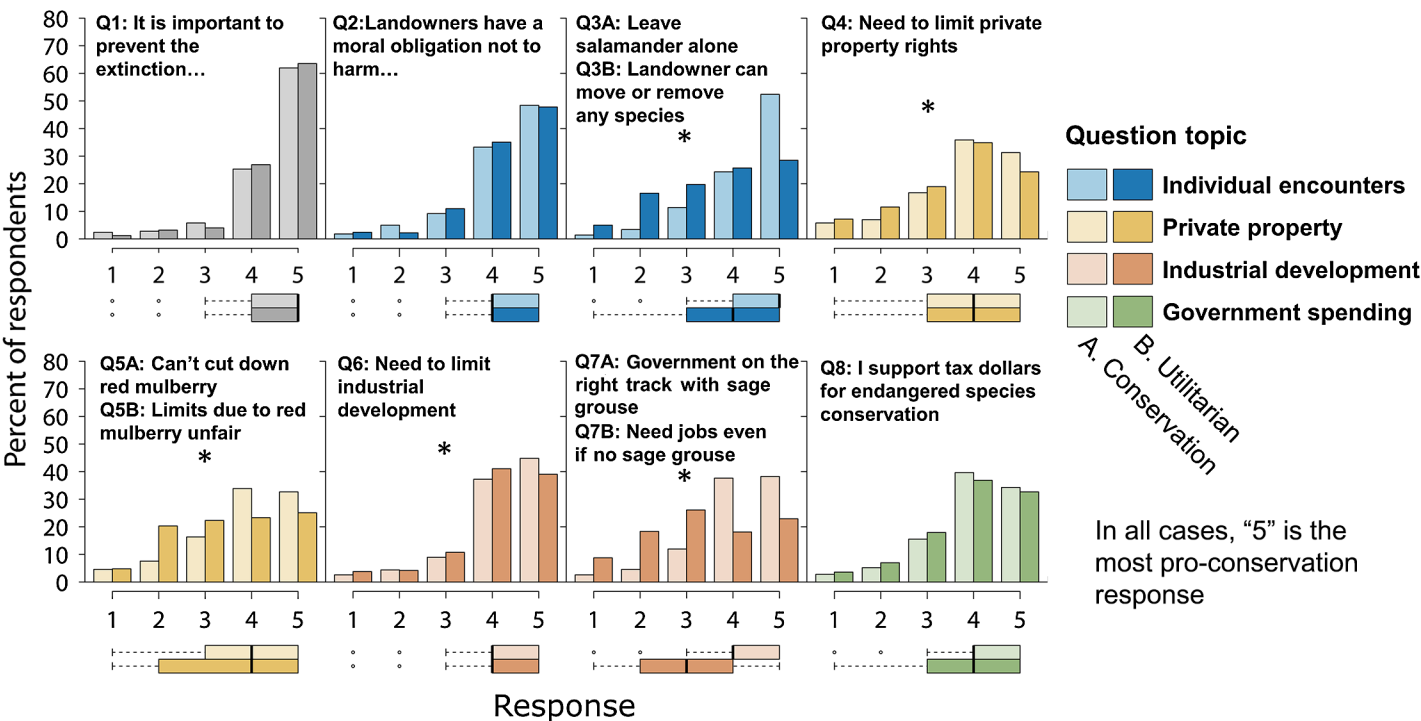 Percent of respondents
80
70
60
50
40
30
20
10
0
Q1: It is important to
prevent the
extinction…
1 2 3 4 5
Q2:Landowners have a
moral obligation not to
harm…
1 2 3 4 5
Q3A: Leave
salamander alone
Q3B: Landowner can
move or remove
any species
*
1 2 3 4 5
Q4: Need to limit private
property rights
*
1 2 3 4 5
80
70
60
50
40
30
20
10
0
Q5A: Can’t cut down
red mulberry
Q5B: Limits due to red
mulberry unfair
*
1 2 3 4 5
Q6: Need to limit
industrial
development
*
1 2 3 4 5
Q7A: Government on the
right track with sage
grouse
Q7B: Need jobs even
if no sage grouse
*
1 2 3 4 5
Q8: I support tax dollars
for endangered species
conservation
1 2 3 4 5
Response
Question topic
Individual encounters
Private property
Industrial development
Government spending
A. Conservation
B. Utilitarian
In all cases, “5” is the
most pro-conservation
response